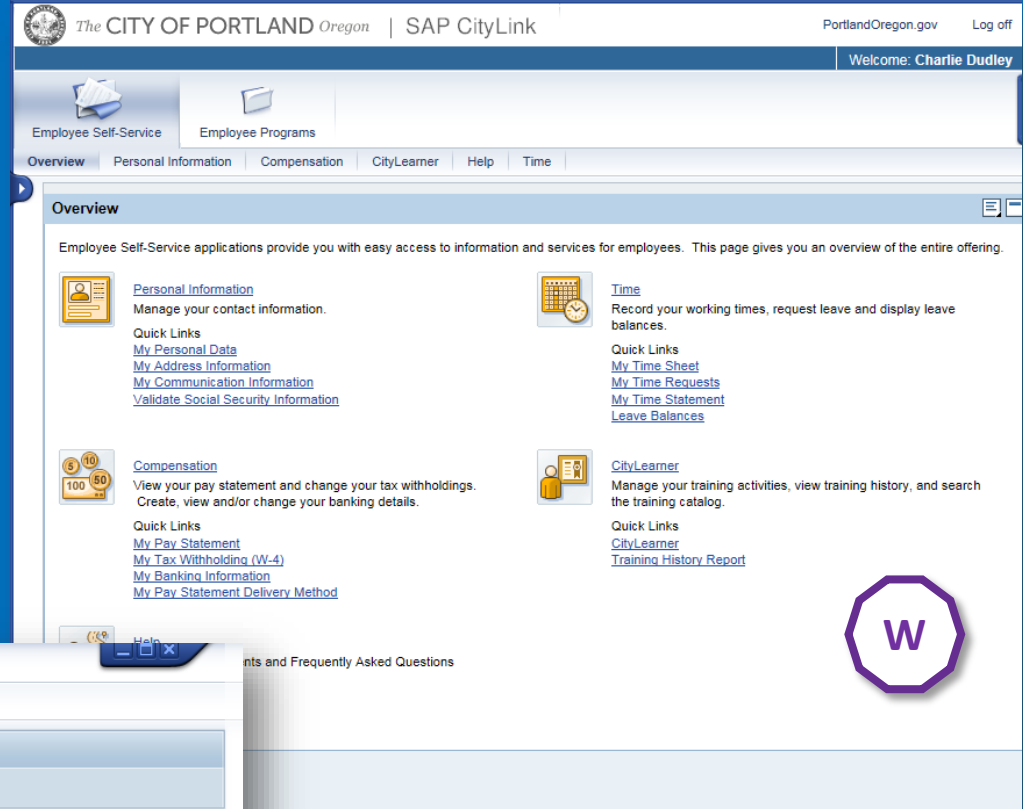 The CITY OF PORTLAND Oregon | SAP CityLink
PortlandOregon.gov Log off
Welcome: Charlie Dudley
Employee Self-Service Employee Programs
Overview Personal Information Compensation CityLearner Help Time
Overview
Employee Self-Service applications provide you with easy access to information and services for employees. This page gives you an overview of the entire offering.
Personal Information
Manage your contact information.
Quick Links
My Personal Data
My Address Information
My Communication Information
Validate Social Security Information
Time
Record your working times, request leave and display leave
balances.
Quick Links
My Time Sheet
My Time Requests
My Time Statement
Leave Balances
5 10
100 50
Compensation
View your pay statement and change your tax withholdings.
Create, view and/or change your banking details.
Quick Links
My Pay Statement
My Tax Withholding (W-4)
My Banking Information
My Pay Statement Delivery Method
CityLearner
Manage your training activities, view training history, and search
the training catalog.
Quick Links
CityLearner
Training History Report
Help
and Frequently Asked Questions
W